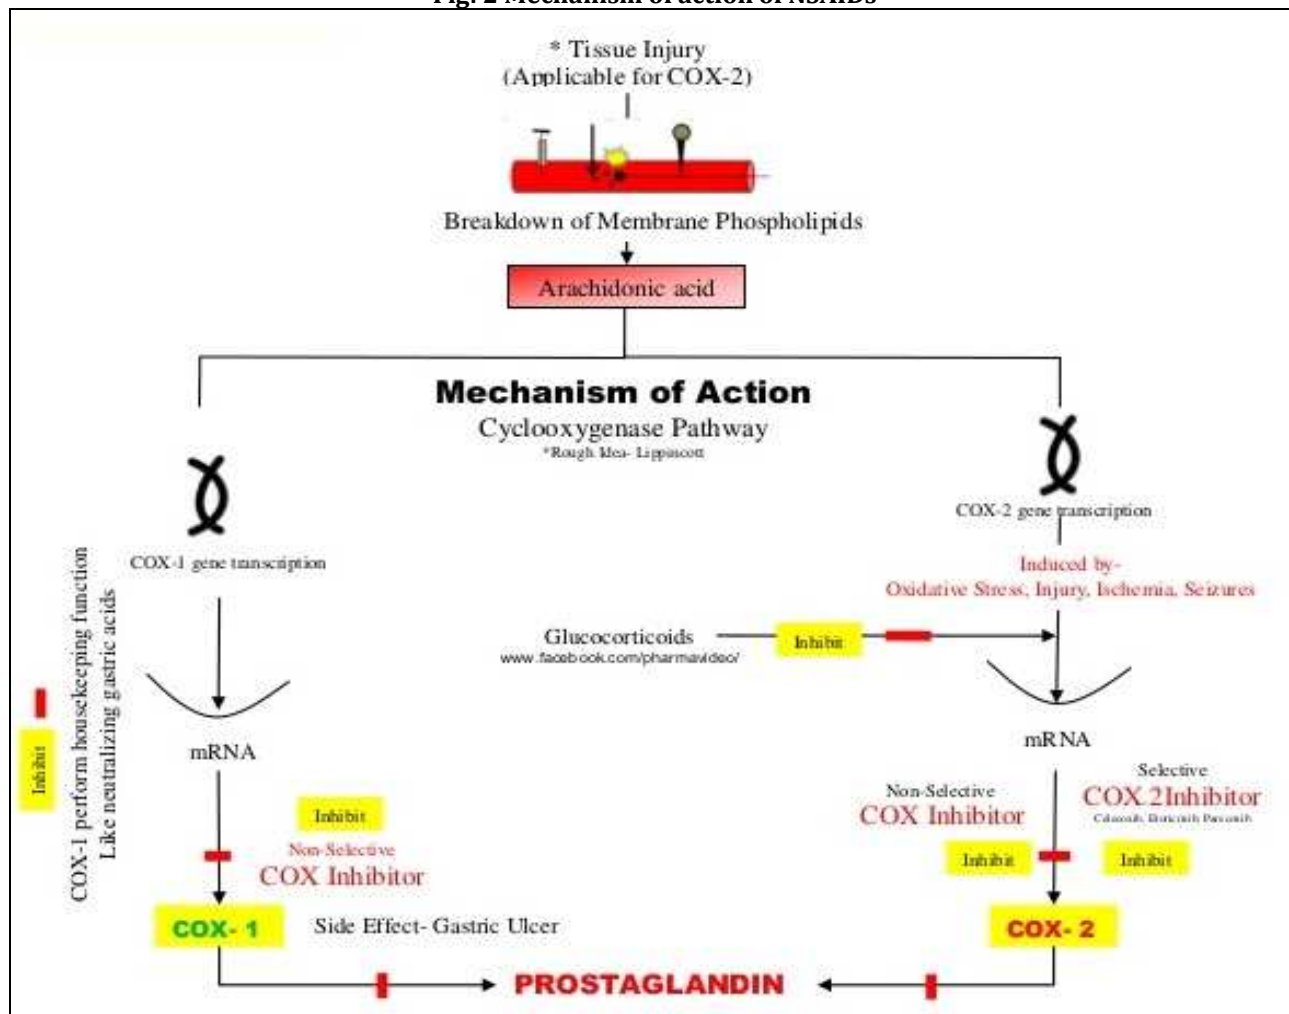 Fig. 2 Mechanism of action of NSAIDs
* Tissue Injury
(Applicable for COX-2)
Breakdown of Membrane Phospholipids
Arachidonic acid
Mechanism of Action
Cyclooxygenase Pathway
*Rough Idea- Lippincott
COX-1 gene transcription
COX-2 gene transcription
Induced by-
Oxidative Stress, Injury, Ischemia, Seizures
Glucocorticoids
www.facebook.com/pharmavideo/
Inhibit
Inhibit
COX-1 perform housekeeping function
Like neutralizing gastric acids
mRNA
mRNA
Inhibit
Non-Selective
COX Inhibitor
Non-Selective
COX Inhibitor
Inhibit
Selective
COX.2Inhibitor
Inhibit
COX- 1
Side Effect- Gastric Ulcer
COX- 2
PROSTAGLANDIN